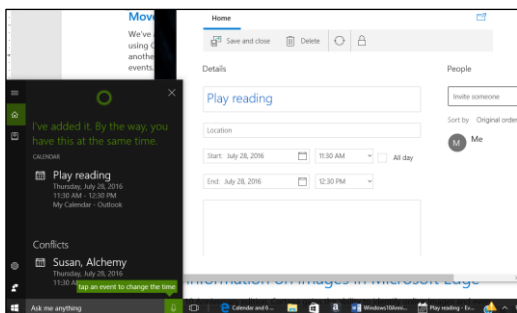 Move
We've a
using C
anothe
events.
Home
Save and close
Delete
Details
People
Play reading
Invite someone
Location
Sort by Original order
M Me
Start: July 28, 2016 11:30 AM All day
End: July 28, 2016 12:30 PM
I've added it. By the way, you
have this at the same time.
CALENDAR
Play reading
Thursday, July 28, 2016
11:30 AM - 12:30 PM
My Calendar - Outlook
Conflicts
Susan, Alchemy
Thursday, July 28, 2016
11:30 A
tap an event to change the time
information on images in Microsoft Edge
Ask me anything
Calendar and
Windows10Anni...
Play reading - Ev...